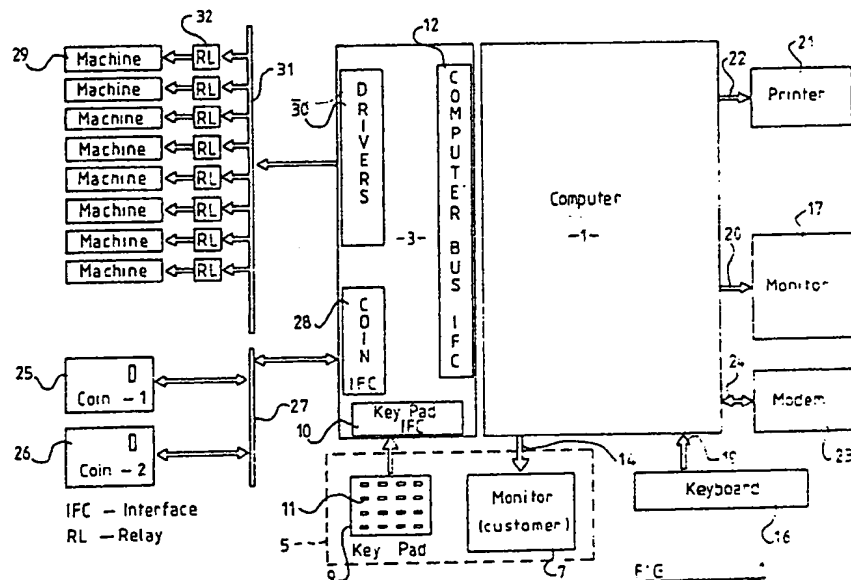 32
29
Machine
RL
Machine
RL
Machine
RL
Machine
RL
Machine
RL
Machine
RL
Machine
RL
Machine
RL
31
12
30
DRIVERS
-3-
COMPUTER BUS IFC
28
COIN
IFC
Key Pad
IFC
10
Computer
-1-
21
22
Printer
17
20
Monitor
24
Modem
23
25
Coin - 1
26
Coin - 2
27
IFC - Interface
RL - Relay
11
5
Key Pad
9
14
Monitor
(customer)
7
19
Keyboard
16